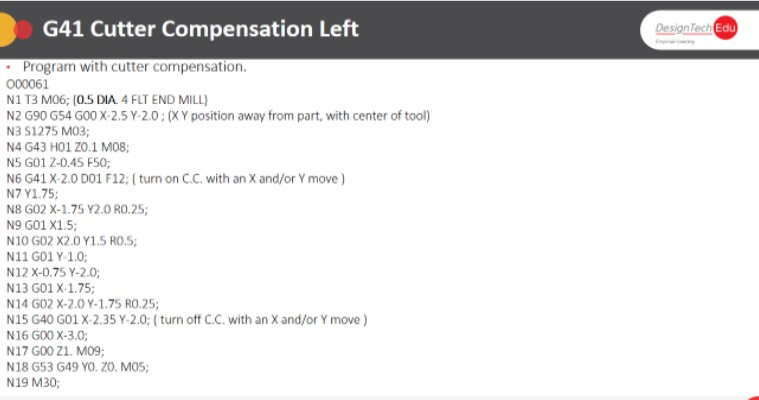 G41 Cutter Compensation Left
DesignTech Edu
• Program with cutter compensation.
O00061
N1 T3 M06; (0.5 DIA. 4 FLT END MILL)
N2 G90 G54 G00 X-2.5 Y-2.0 ; (X Y position away from part, with center of tool)
N3 S1275 M03;
N4 G43 H01 Z0.1 M08;
N5 G01 Z-0.45 F50;
N6 G41 X-2.0 D01 F12; ( turn on C.C. with an X and/or Y move )
N7 Y1.75;
N8 G02 X-1.75 Y2.0 R0.25;
N9 G01 X1.5;
N10 G02 X2.0 Y1.5 R0.5;
N11 G01 Y-1.0;
N12 X-0.75 Y-2.0;
N13 G01 X-1.75;
N14 G02 X-2.0 Y-1.75 R0.25;
N15 G40 G01 X-2.35 Y-2.0; ( turn off C.C. with an X and/or Y move )
N16 G00 X-3.0;
N17 G00 Z1. M09;
N18 G53 G49 Y0. Z0. M05;
N19 M30;